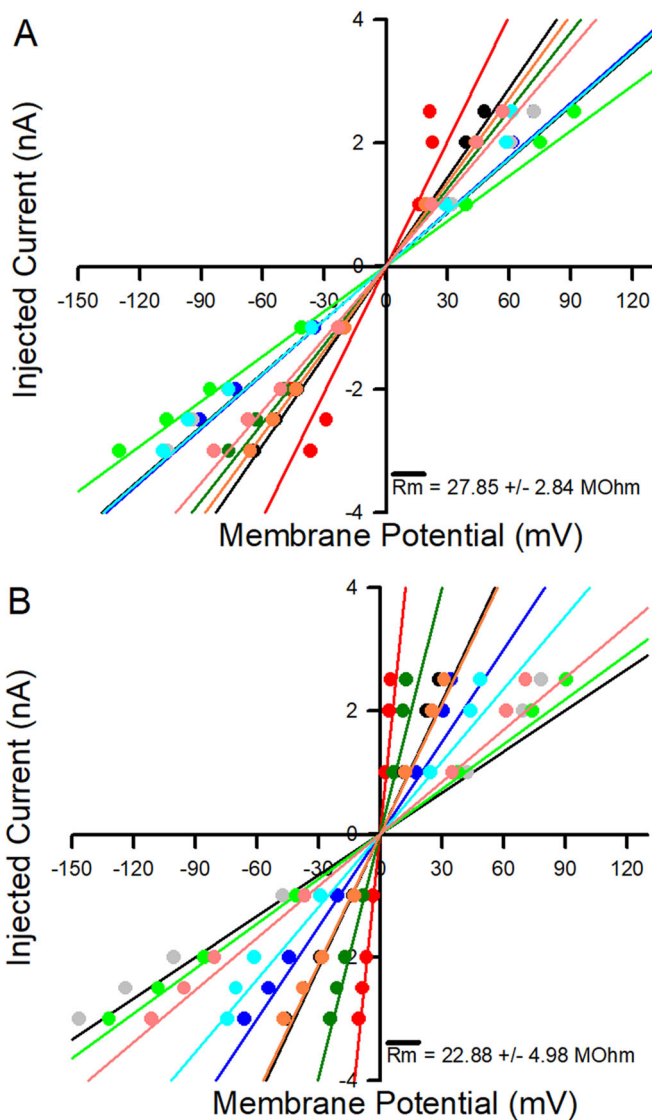 A
Injected Current (nA)
4
2
0
-150 -120 -90 -60 -30 0 30 60 90 120
-2
-4
Rm = 27.85 +/- 2.84 MOhm
Membrane Potential (mV)
B
Injected Current (nA)
4
2
0
-150 -120 -90 -60 -30 0 30 60 90 120
-2
-4
Rm = 22.88 +/- 4.98 MOhm
Membrane Potential (mV)